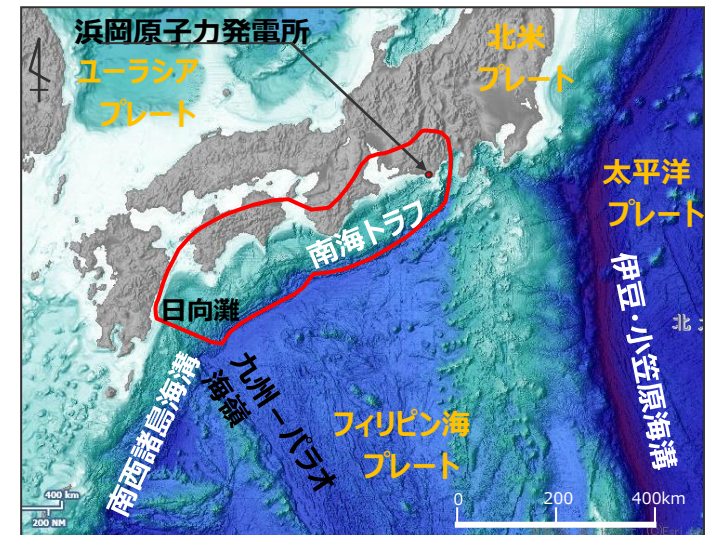 浜岡原子力発電所
北米
プレート
ユーラシア
プレート
太平洋
プレート
南海トラフ
伊豆・小笠原海溝
日向灘
北
九州－パラオ
海嶺
南西諸島海溝
フィリピン海
プレート
400 km
200 NM
0 200 400km